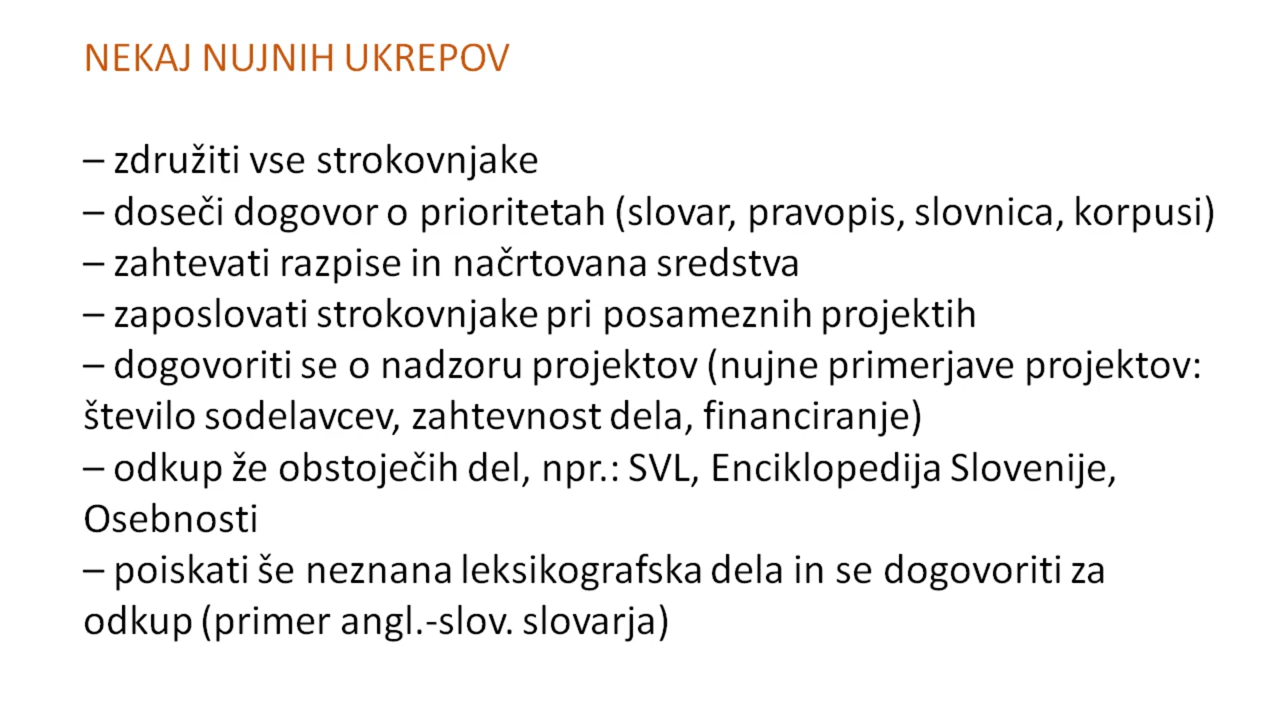 NEKAJ NUJNIH UKREPOV
– združiti vse strokovnjake
– doseči dogovor o prioritetah (slovar, pravopis, slovnica, korpusi)
– zahtevati razpise in načrtovana sredstva
– zaposlovati strokovnjake pri posameznih projektih
– dogovoriti se o nadzoru projektov (nujne primerjave projektov:
število sodelavcev, zahtevnost dela, financiranje)
– odkup že obstoječih del, npr.: SVL, Enciklopedija Slovenije,
Osebnosti
– poiskati še neznana leksikografska dela in se dogovoriti za
odkup (primer angl.-slov. slovarja)